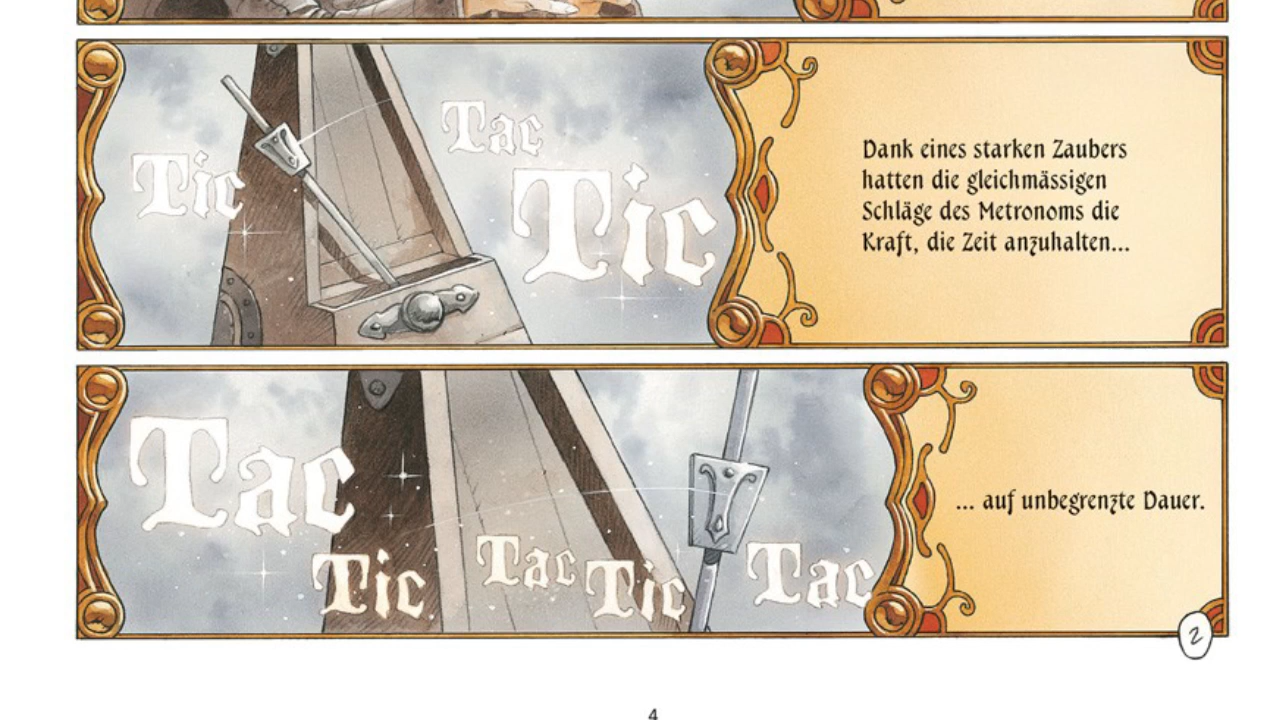 Tic
Tac
Tic
Dank eines starken Zaubers
hatten die gleichmässigen
Schläge des Metronoms die
Kraft, die Zeit anzuhalten...
Tac
Tic
Tac
Tic
Tac
... auf unbegrenzte Dauer.
2
4